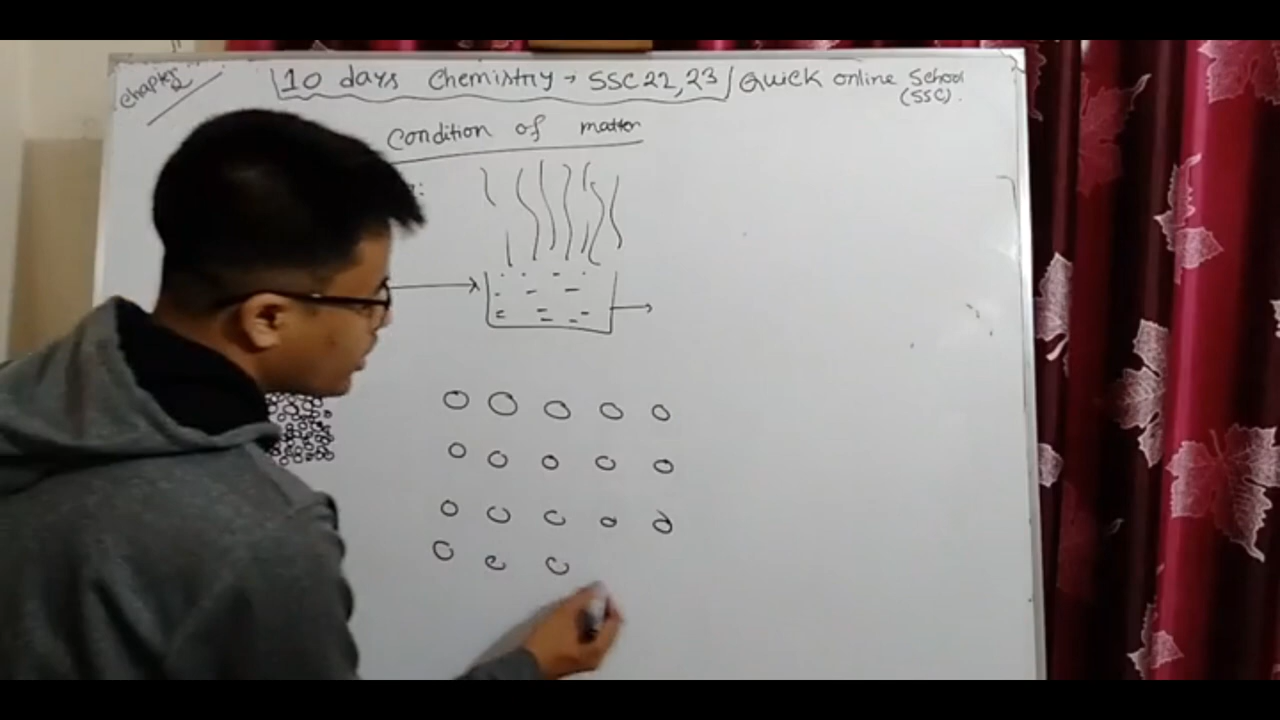 Chapter 2
10 days Chemistry → SSC 22, 23 / Quick online School
(SSC).
Condition of matter